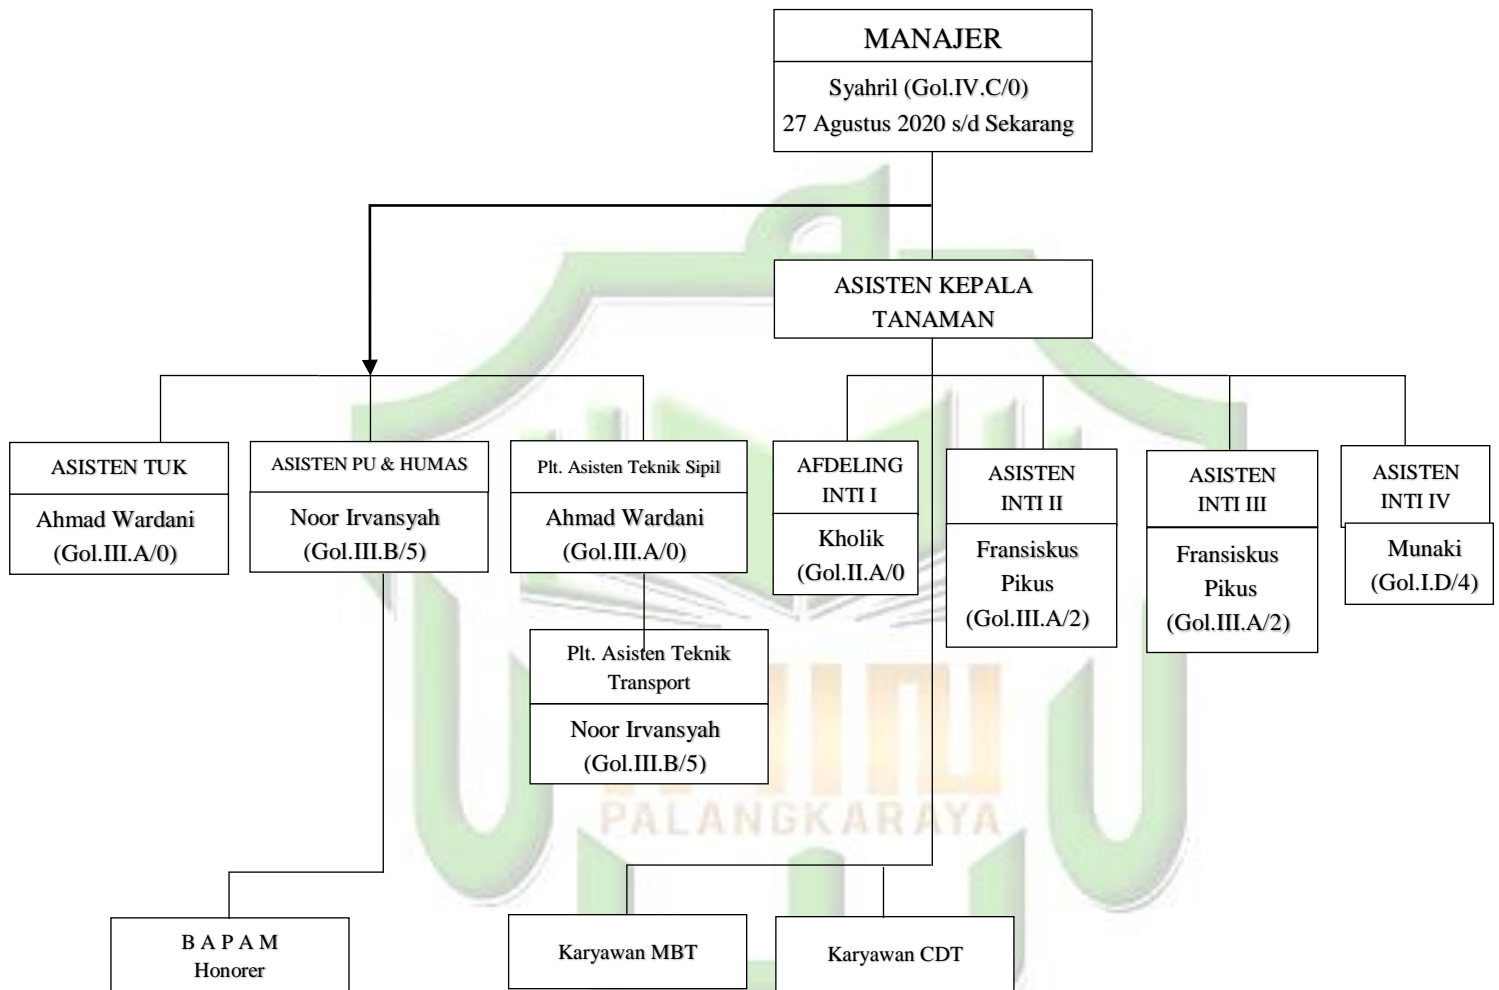 MANAJER
Syahril (Gol.IV.C/0)
27 Agustus 2020 s/d Sekarang
ASISTEN KEPALA
TANAMAN
ASISTEN TUK
Ahmad Wardani
(Gol.III.A/0)
ASISTEN PU & HUMAS
Noor Irvansyah
(Gol.III.B/5)
Plt. Asisten Teknik Sipil
Ahmad Wardani
(Gol.III.A/0)
AFDELING
INTI I
Kholik
(Gol.II.A/0
ASISTEN
INTI II
Fransiskus
Pikus
(Gol.III.A/2)
ASISTEN
INTI III
Fransiskus
Pikus
(Gol.III.A/2)
ASISTEN
INTI IV
Munaki
(Gol.I.D/4)
Plt. Asisten Teknik
Transport
Noor Irvansyah
(Gol.III.B/5)
PALANGKARAYA
B A P A M
Honorer
Karyawan MBT
Karyawan CDT